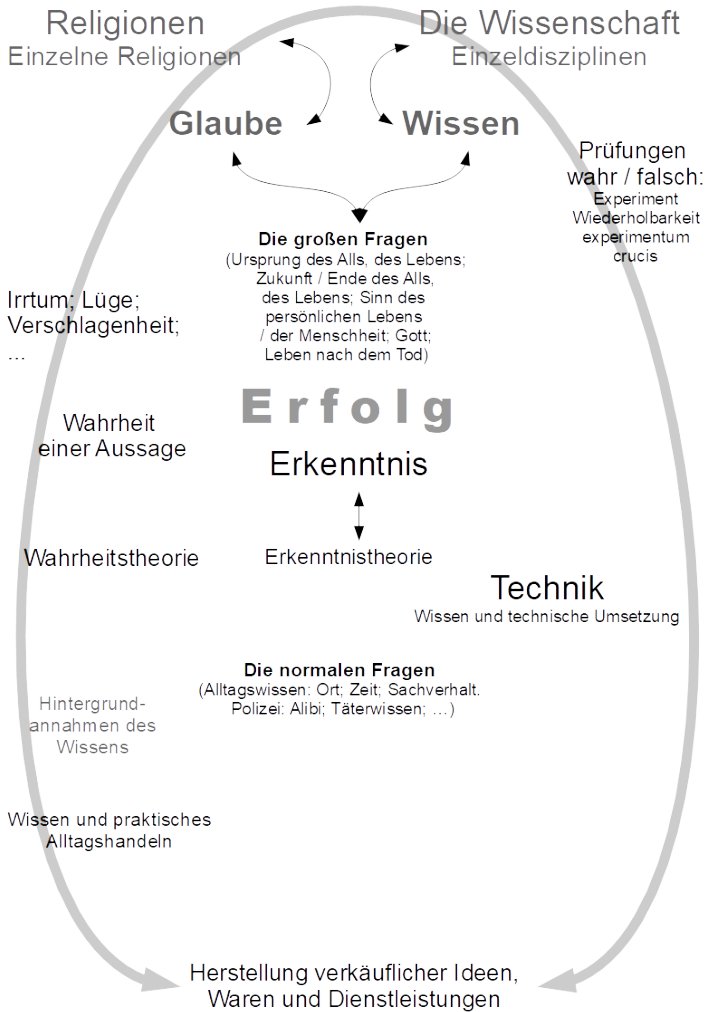 Religionen
Einzelne Religionen
Die Wissenschaft
Einzeldisziplinen
Glaube
Wissen
Prüfungen
wahr / falsch:
Experiment
Wiederholbarkeit
experimentum
crucis
Die großen Fragen
(Ursprung des Alls, des Lebens;
Zukunft / Ende des Alls,
des Lebens; Sinn des
persönlichen Lebens
/ der Menschheit; Gott;
Leben nach dem Tod)
Irrtum; Lüge;
Verschlagenheit;
...
Erfolg
Wahrheit
einer Aussage
Erkenntnis
Wahrheitstheorie
Erkenntnistheorie
Technik
Wissen und technische Umsetzung
Die normalen Fragen
(Alltagswissen: Ort; Zeit; Sachverhalt.
Polizei: Alibi; Täterwissen; ...)
Hintergrund-
annahmen des
Wissens
Wissen und praktisches
Alltagshandeln
Herstellung verkäuflicher Ideen,
Waren und Dienstleistungen